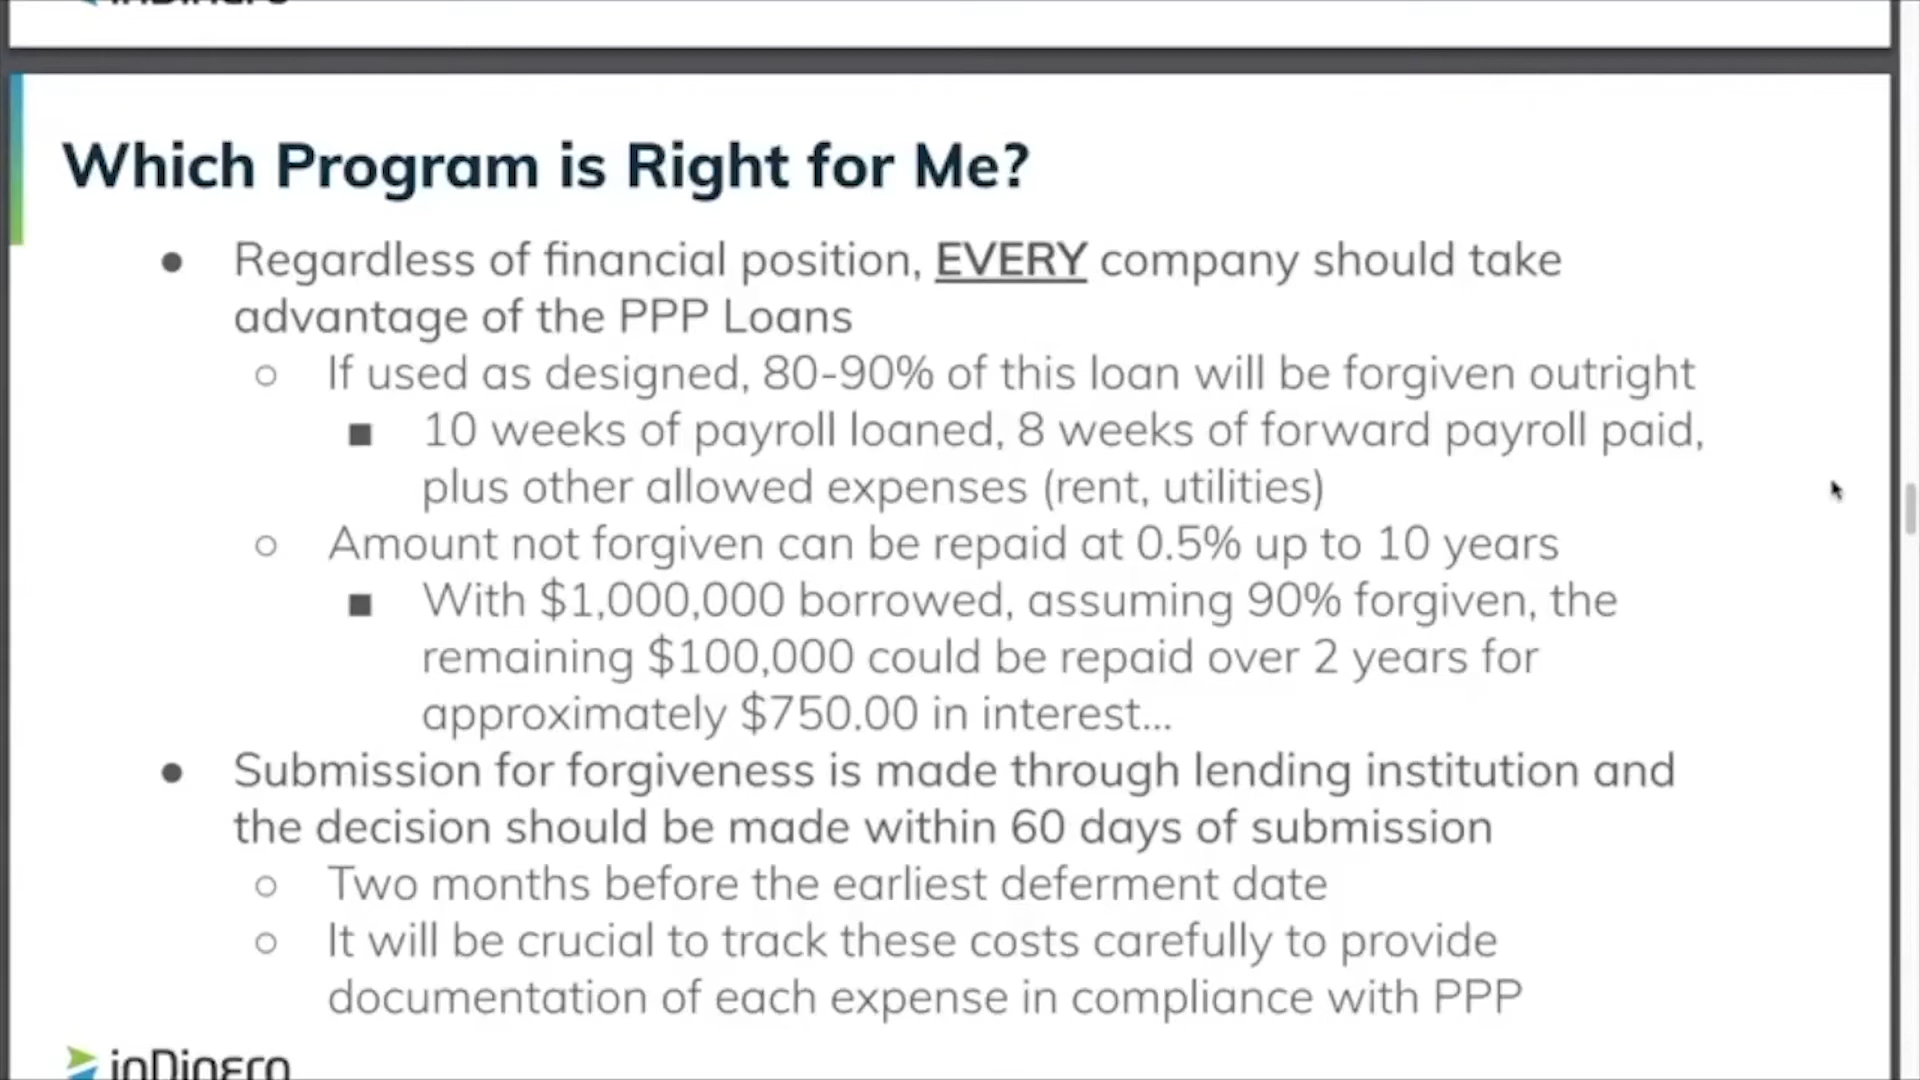 Which Program is Right for Me?
● Regardless of financial position, EVERY company should take
advantage of the PPP Loans
○ If used as designed, 80-90% of this loan will be forgiven outright
■ 10 weeks of payroll loaned, 8 weeks of forward payroll paid,
plus other allowed expenses (rent, utilities)
○ Amount not forgiven can be repaid at 0.5% up to 10 years
■ With $1,000,000 borrowed, assuming 90% forgiven, the
remaining $100,000 could be repaid over 2 years for
approximately $750.00 in interest...
● Submission for forgiveness is made through lending institution and
the decision should be made within 60 days of submission
○ Two months before the earliest deferment date
○ It will be crucial to track these costs carefully to provide
documentation of each expense in compliance with PPP
inDinero